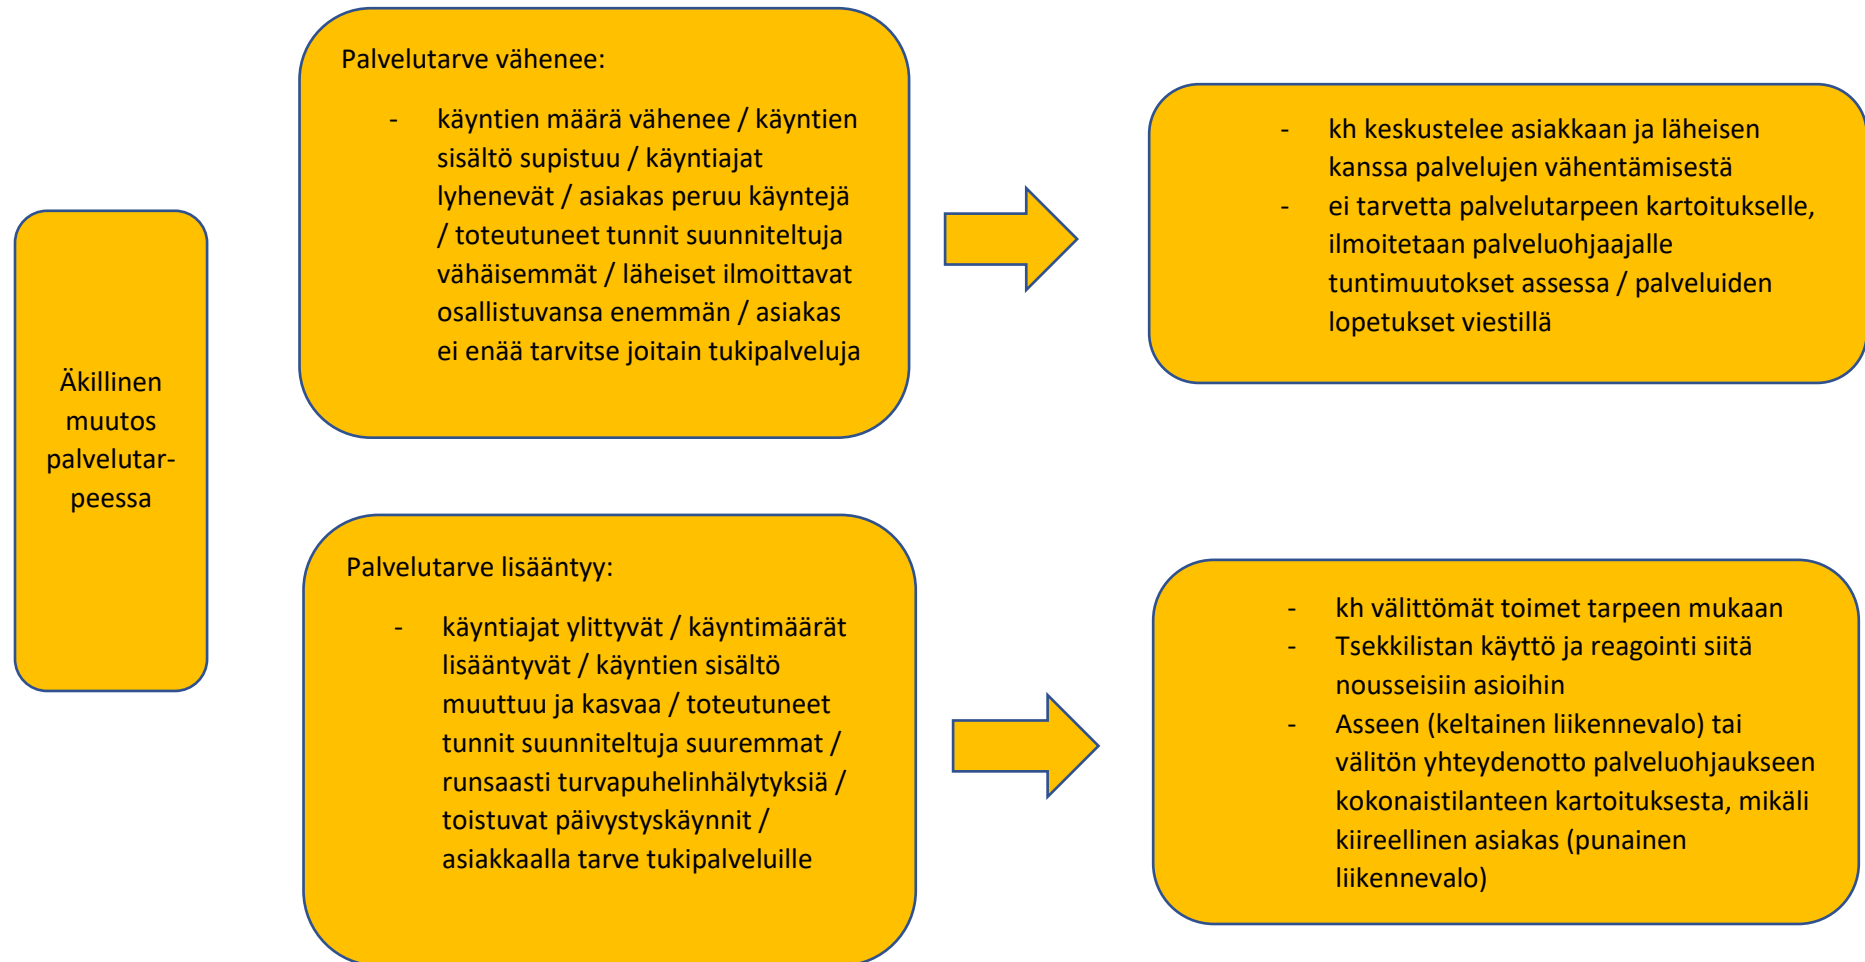 Äkillinen
muutos
palvelutar-
peessa
Palvelutarve vähenee:
- käyntien määrä vähenee / käyntien
sisältö supistuu / käyntiajat
lyhenevät / asiakas peruu käyntejä
/ toteutuneet tunnit suunniteltuja
vähäisemmät / läheiset ilmoittavat
osallistuvansa enemmän / asiakas
ei enää tarvitse joitain tukipalveluja
- kh keskustelee asiakkaan ja läheisen
kanssa palvelujen vähentämisestä
- ei tarvetta palvelutarpeen kartoitukselle,
ilmoitetaan palveluohjaajalle
tuntimuutokset assessa / palveluiden
lopetukset viestillä
Palvelutarve lisääntyy:
- käyntiajat ylittyvät / käyntimäärät
lisääntyvät / käyntien sisältö
muuttuu ja kasvaa / toteutuneet
tunnit suunniteltuja suuremmat /
runsaasti turvapuhelinhälytyksiä /
toistuvat päivystyskäynnit /
asiakkaalla tarve tukipalveluille
- kh välittömät toimet tarpeen mukaan
- Tsekkilistan käyttö ja reagointi siitä
nousseisiin asioihin
- Asseen (keltainen liikennevalo) tai
välitön yhteydenotto palveluohjaukseen
kokonaistilanteen kartoituksesta, mikäli
kiireellinen asiakas (punainen
liikennevalo)